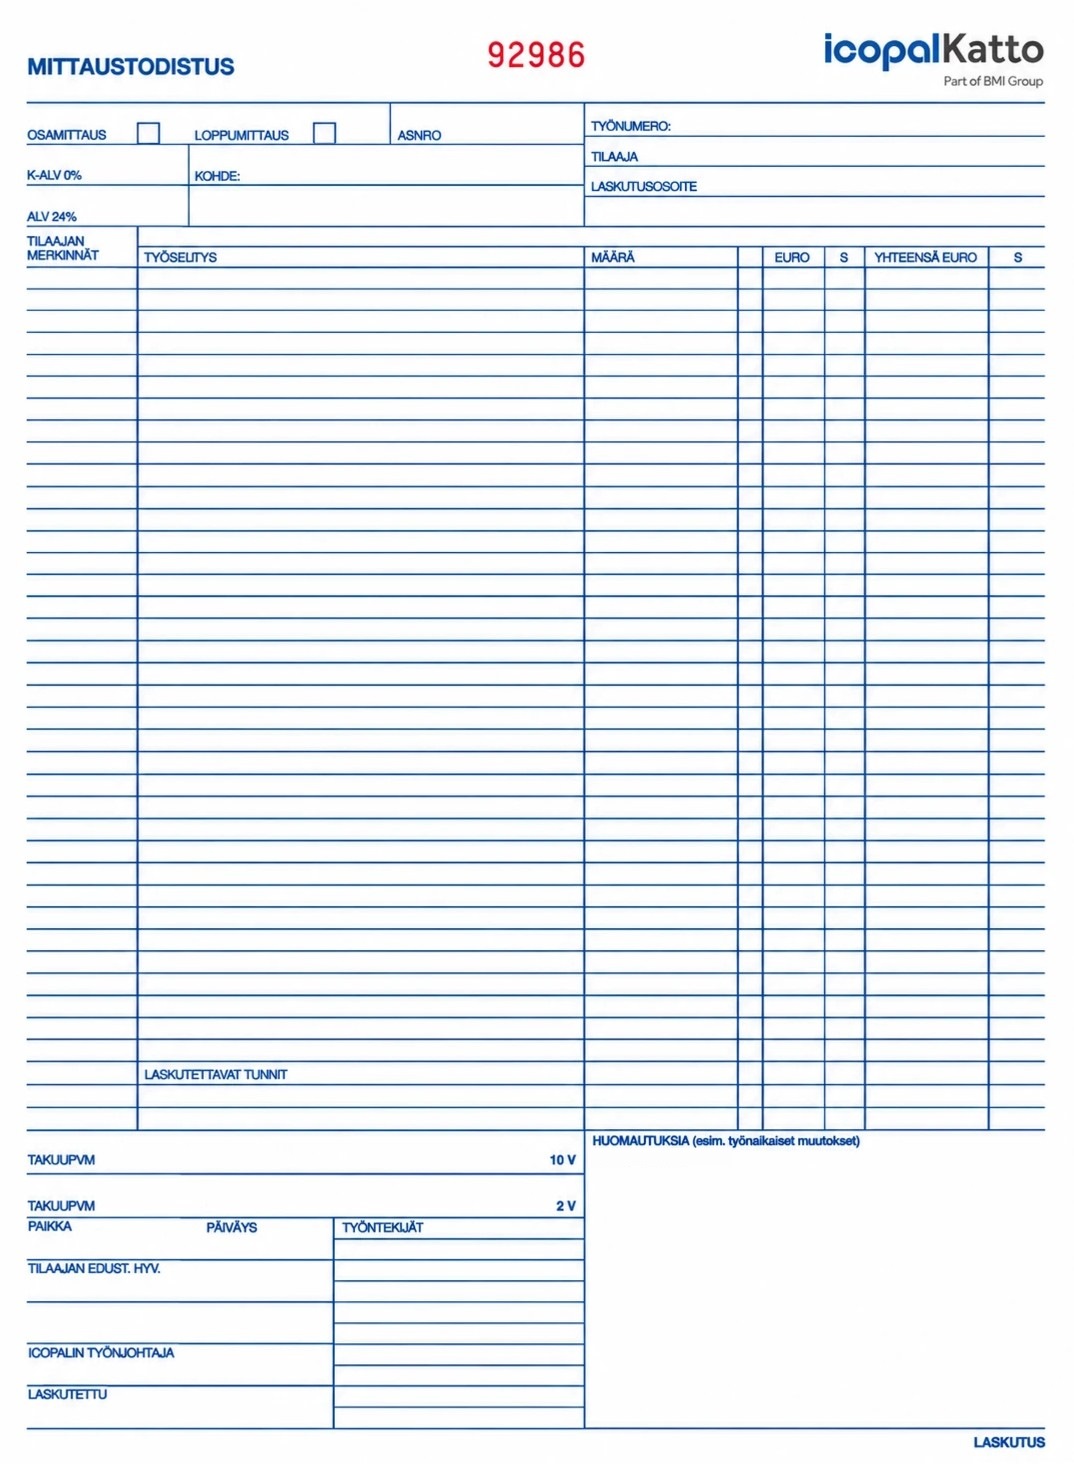 MITTAUSTODISTUS
92986
icopalKatto
Part of BMI Group
OSAMITTAUS LOPPUMITTAUS ASNRO
TYÖNUMERO:
TILAAJA
K-ALV 0% KOHDE:
LASKUTUSOSOITE
ALV 24%
TILAAJAN
MERKINNÄT
TYÖSELITYS MÄÄRÄ EURO S YHTEENSÄ EURO S
LASKUTETTAVAT TUNNIT
HUOMAUTUKSIA (esim. työnaikaiset muutokset)
TAKUUPVM 10 V
TAKUUPVM 2 V
PAIKKA PÄIVÄYS TYÖNTEKIJÄT
TILAAJAN EDUST. HYV.
ICOPALIN TYÖNJOHTAJA
LASKUTETTU
LASKUTUS